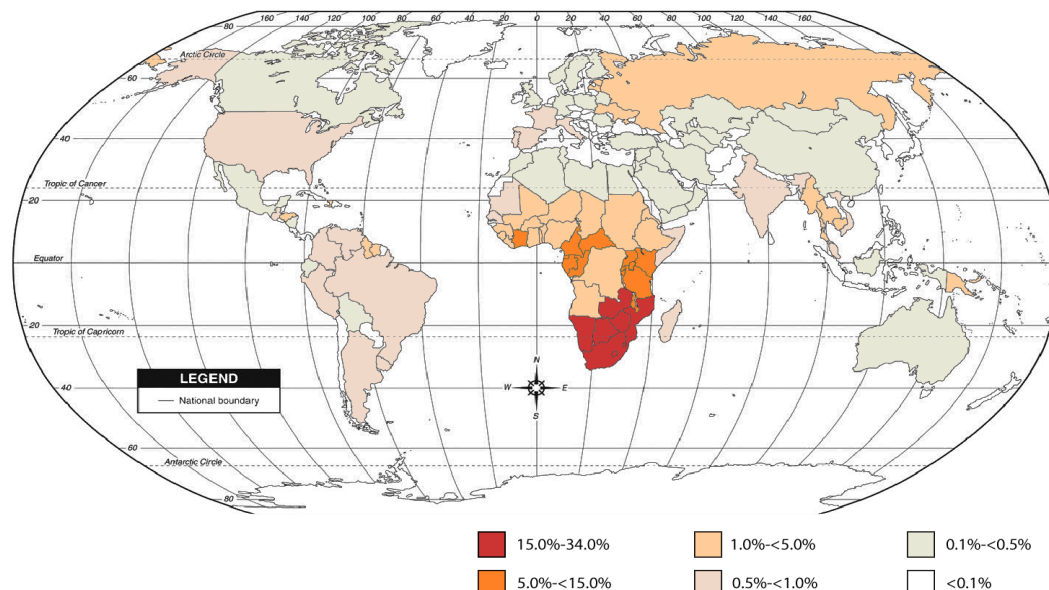 160 140 120 100 80 60 40 20 0 20 40 60 80 100 120 140 160
80
Arctic Circle
60
40
Tropic of Cancer
20
Equator
20
Tropic of Capricorn
N
LEGEND
W E
National boundary
40
S
60
Antarctic Circle
80
15.0%-34.0% 1.0%-<5.0% 0.1%-<0.5%
5.0%-<15.0% 0.5%-<1.0% <0.1%